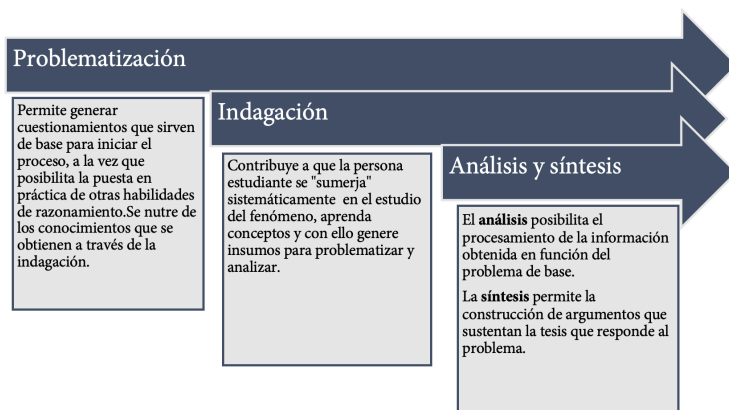 Problematización
Permite generar
cuestionamientos que sirven
de base para iniciar el
proceso, a la vez que
posibilita la puesta en
práctica de otras habilidades
de razonamiento.Se nutre de
los conocimientos que se
obtienen a través de la
indagación.
Indagación
Contribuye a que la persona
estudiante se "sumerja"
sistemáticamente en el estudio
del fenómeno, aprenda
conceptos y con ello genere
insumos para problematizar y
analizar.
Análisis y síntesis
El análisis posibilita el
procesamiento de la información
obtenida en función del
problema de base.
La síntesis permite la
construcción de argumentos que
sustentan la tesis que responde al
problema.